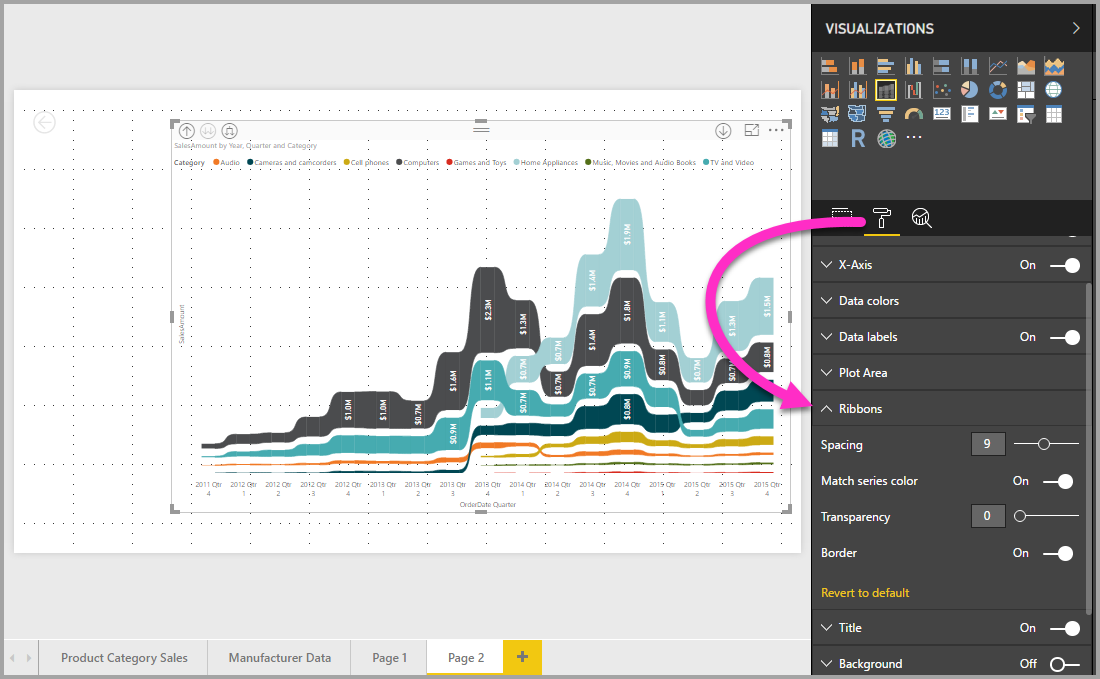 VISUALIZATIONS
123
R
SalesAmount by Year, Quarter and Category
Category Audio Cameras and camcorders Cell phones Computers Games and Toys Home Appliances Music, Movies and Audio Books TV and Video
SalesAmount
$1.0M
$1.0M
$0.7M
$1.6M
$0.9M
$2.3M
$1.1M
$1.3M
$0.7M
$0.7M
$0.7M
$0.7M
$1.4M
$1.4M
$0.7M
$1.9M
$1.8M
$0.9M
$0.8M
$1.1M
$0.8M
$0.7M
$1.3M
$1.5M
$0.8M
2011 Qtr 2012 Qtr 2012 Qtr 2012 Qtr 2012 Qtr 2013 Qtr 2013 Qtr 2013 Qtr 2013 Qtr 2014 Qtr 2014 Qtr 2014 Qtr 2014 Qtr 2015 Qtr 2015 Qtr 2015 Qtr 2015 Qtr
4 1 2 3 4 1 2 3 4 1 2 3 4 1 2 3 4
OrderDate Quarter
X-Axis On
Data colors
Data labels On
Plot Area
Ribbons
Spacing 9
Match series color On
Transparency 0
Border On
Revert to default
Title On
Background Off
Product Category Sales Manufacturer Data Page 1 Page 2 +